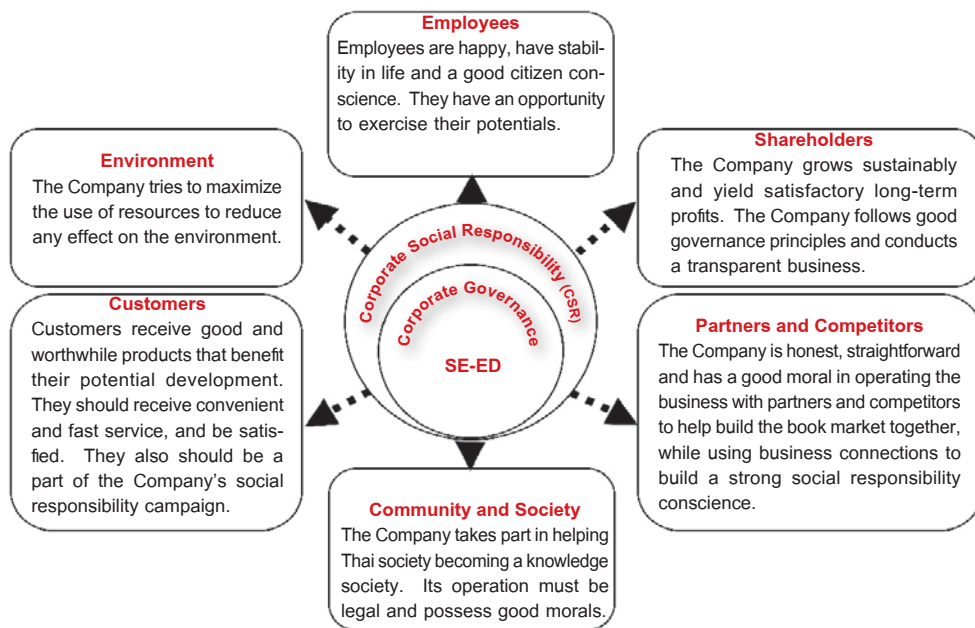 Employees
Employees are happy, have stabil-
ity in life and a good citizen con-
science. They have an opportunity
to exercise their potentials.
Environment
The Company tries to maximize
the use of resources to reduce
any effect on the environment.
Shareholders
The Company grows sustainably
and yield satisfactory long-term
profits. The Company follows good
governance principles and conducts
a transparent business.
Corporate Social Responsibility (CSR)
Corporate Governance
SE-ED
Customers
Customers receive good and
worthwhile products that benefit
their potential development.
They should receive convenient
and fast service, and be satis-
fied. They also should be a
part of the Company's social
responsibility campaign.
Partners and Competitors
The Company is honest, straightforward
and has a good moral in operating the
business with partners and competitors
to help build the book market together,
while using business connections to
build a strong social responsibility
conscience.
Community and Society
The Company takes part in helping
Thai society becoming a knowledge
society. Its operation must be
legal and possess good morals.